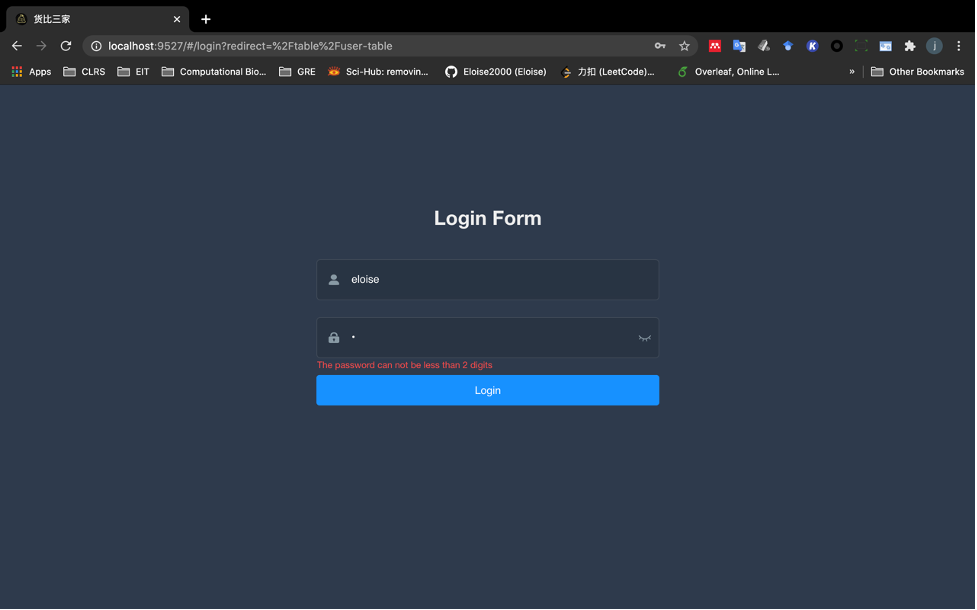 货比三家
localhost:9527/#/login?redirect=%2Ftable%2Fuser-table
Apps CLRS EIT Computational Bio... GRE Sci-Hub: removin... Eloise2000 (Eloise) 力扣 (LeetCode)... Overleaf, Online L... » Other Bookmarks
Login Form
eloise
The password can not be less than 2 digits
Login